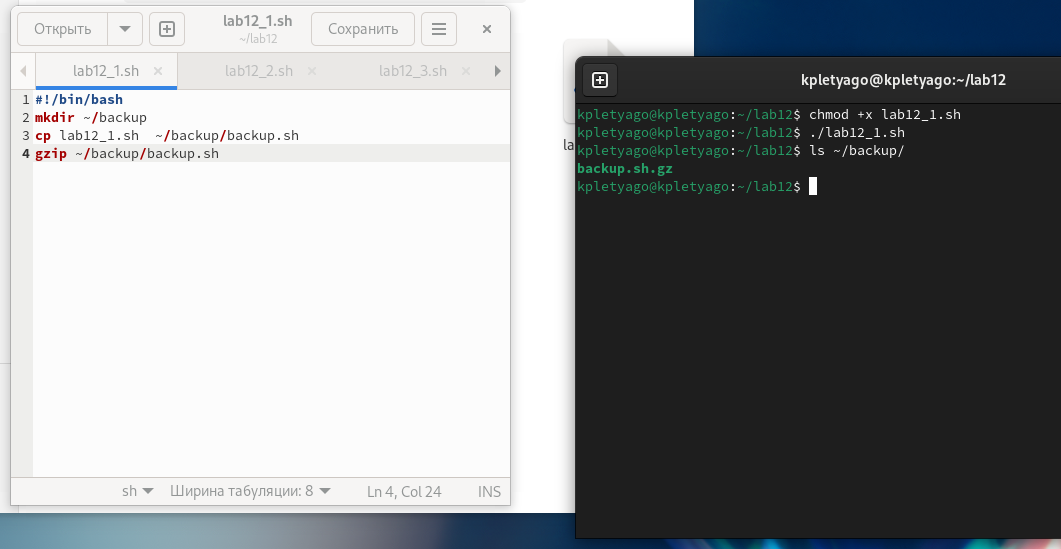 Открыть
lab12_1.sh
~/lab12
Сохранить
lab12_1.sh
lab12_2.sh
lab12_3.sh
1 #!/bin/bash
2 mkdir ~/backup
3 cp lab12_1.sh  ~/backup/backup.sh
4 gzip ~/backup/backup.sh
sh
Ширина табуляции: 8
Ln 4, Col 24
INS
la
kpletyago@kpletyago:~/lab12
kpletyago@kpletyago:~/lab12$ chmod +x lab12_1.sh
kpletyago@kpletyago:~/lab12$ ./lab12_1.sh
kpletyago@kpletyago:~/lab12$ ls ~/backup/
backup.sh.gz
kpletyago@kpletyago:~/lab12$